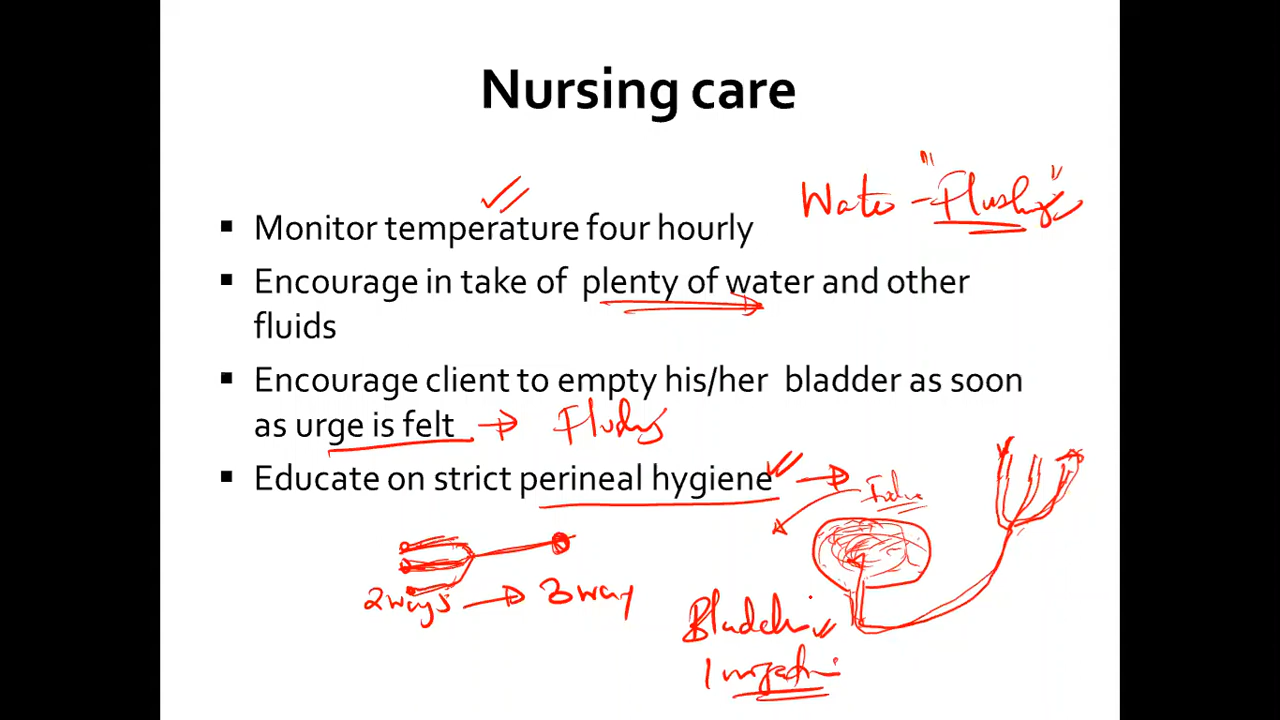 Nursing care
Water - "Flushing"
▪ Monitor temperature four hourly
▪ Encourage in take of plenty of water and other
fluids
▪ Encourage client to empty his/her bladder as soon
as urge is felt → Flushing
▪ Educate on strict perineal hygiene
2ways → 3way
Bladder
Irrigation